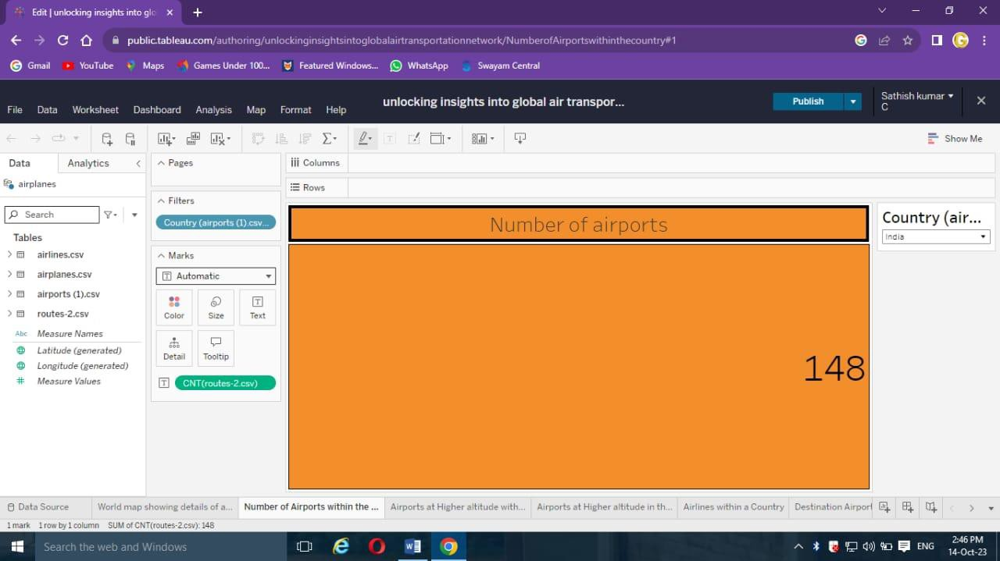 Edit | unlocking insights into glo
public.tableau.com/authoring/unlockinginsightsintoglobalairtransportationnetwork/NumberofAirportswithinthecountry#1
Gmail YouTube Maps Games Under 100... Featured Windows... WhatsApp Swayam Central
unlocking insights into global air transpor...
Publish
Sathish kumar
C
File Data Worksheet Dashboard Analysis Map Format Help
Show Me
Data Analytics
Pages
Columns
airplanes
Rows
Filters
Search
Country (airports (1).csv...
Number of airports
Country (air...
India
Tables
airlines.csv
airplanes.csv
airports (1).csv
routes-2.csv
Abc Measure Names
Latitude (generated)
Longitude (generated)
# Measure Values
Marks
T Automatic
Color Size T Text
Detail Tooltip
T CNT(routes-2.csv)
148
Data Source World map showing details of a... Number of Airports within the ... Airports at Higher altitude with... Airports at Higher altitude in th... Airlines within a Country Destination Airport
1 mark 1 row by 1 column SUM of CNT(routes-2.csv): 148
Search the web and Windows
ENG
2:46 PM
14-Oct-23